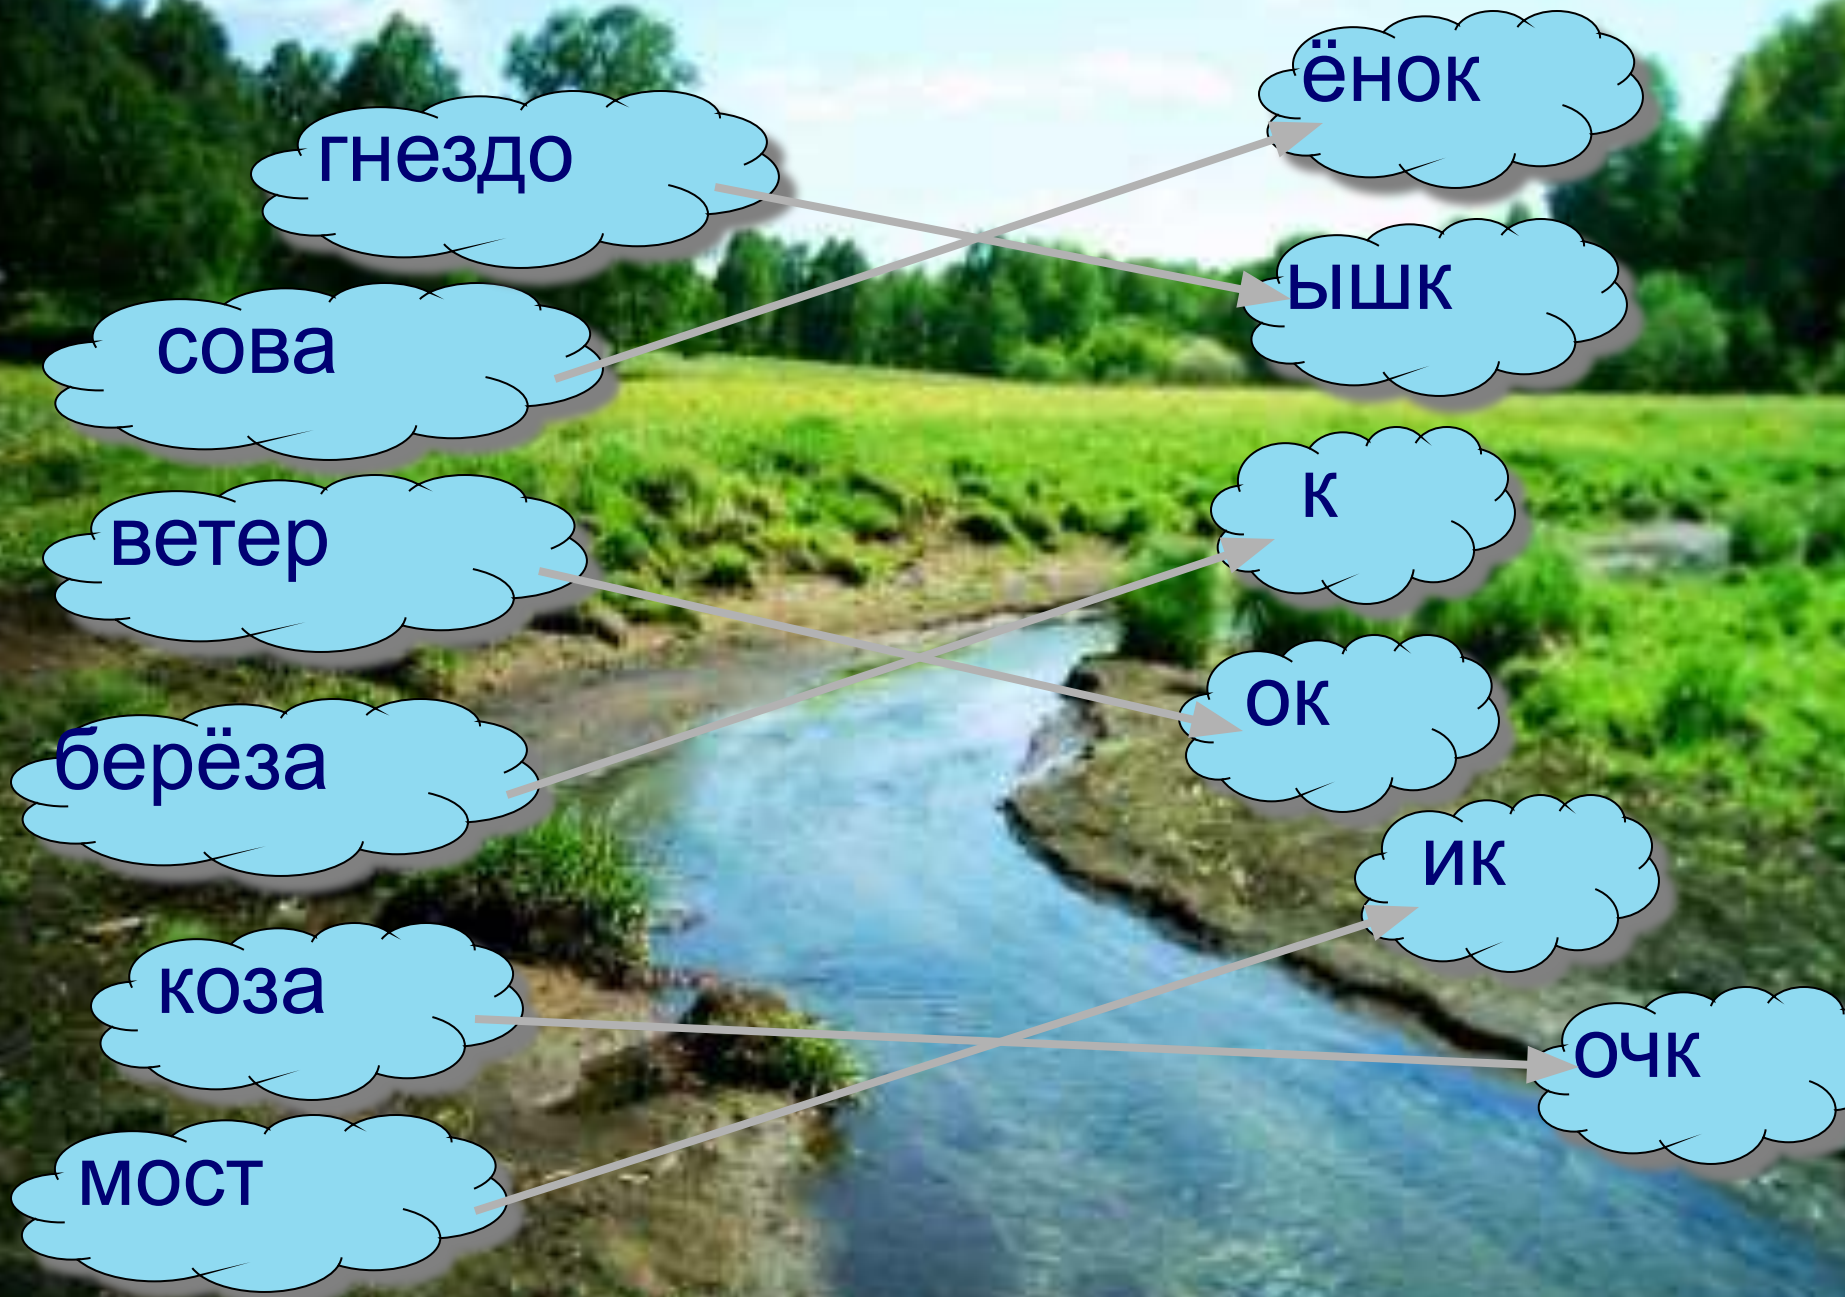 гнездо
сова
ветер
берёза
коза
мост
ёнок
ышк
к
ок
ик
очк